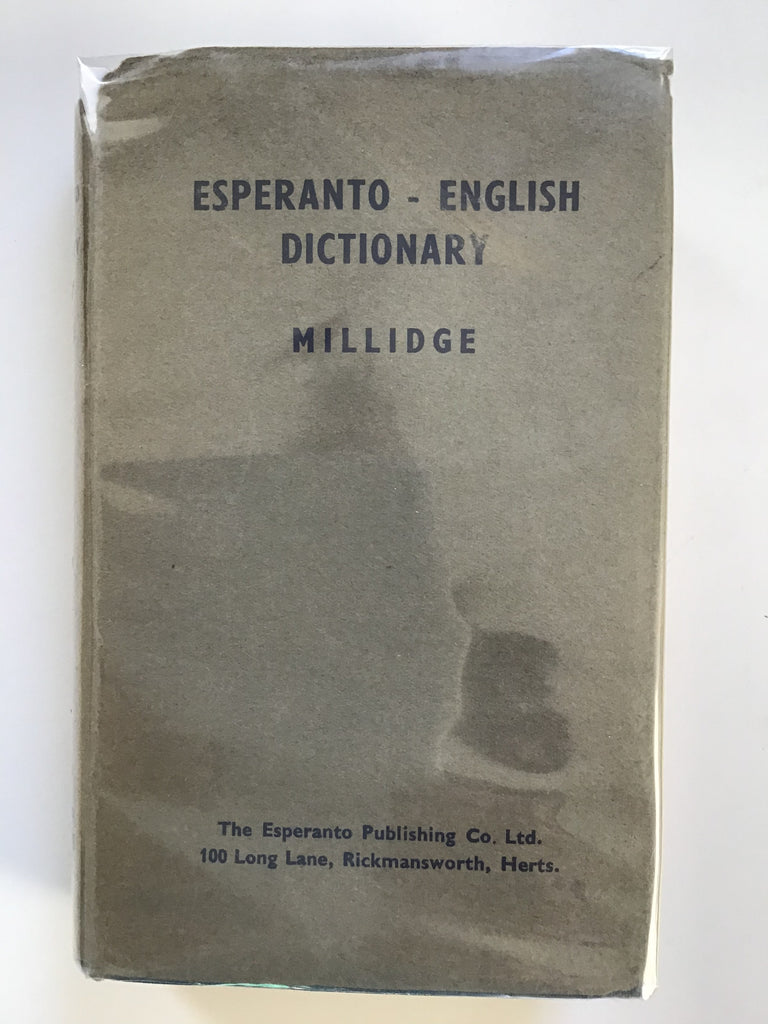 ESPERANTO - ENGLISH
DICTIONARY
MILLIDGE
The Esperanto Publishing Co. Ltd.
100 Long Lane, Rickmansworth, Herts.